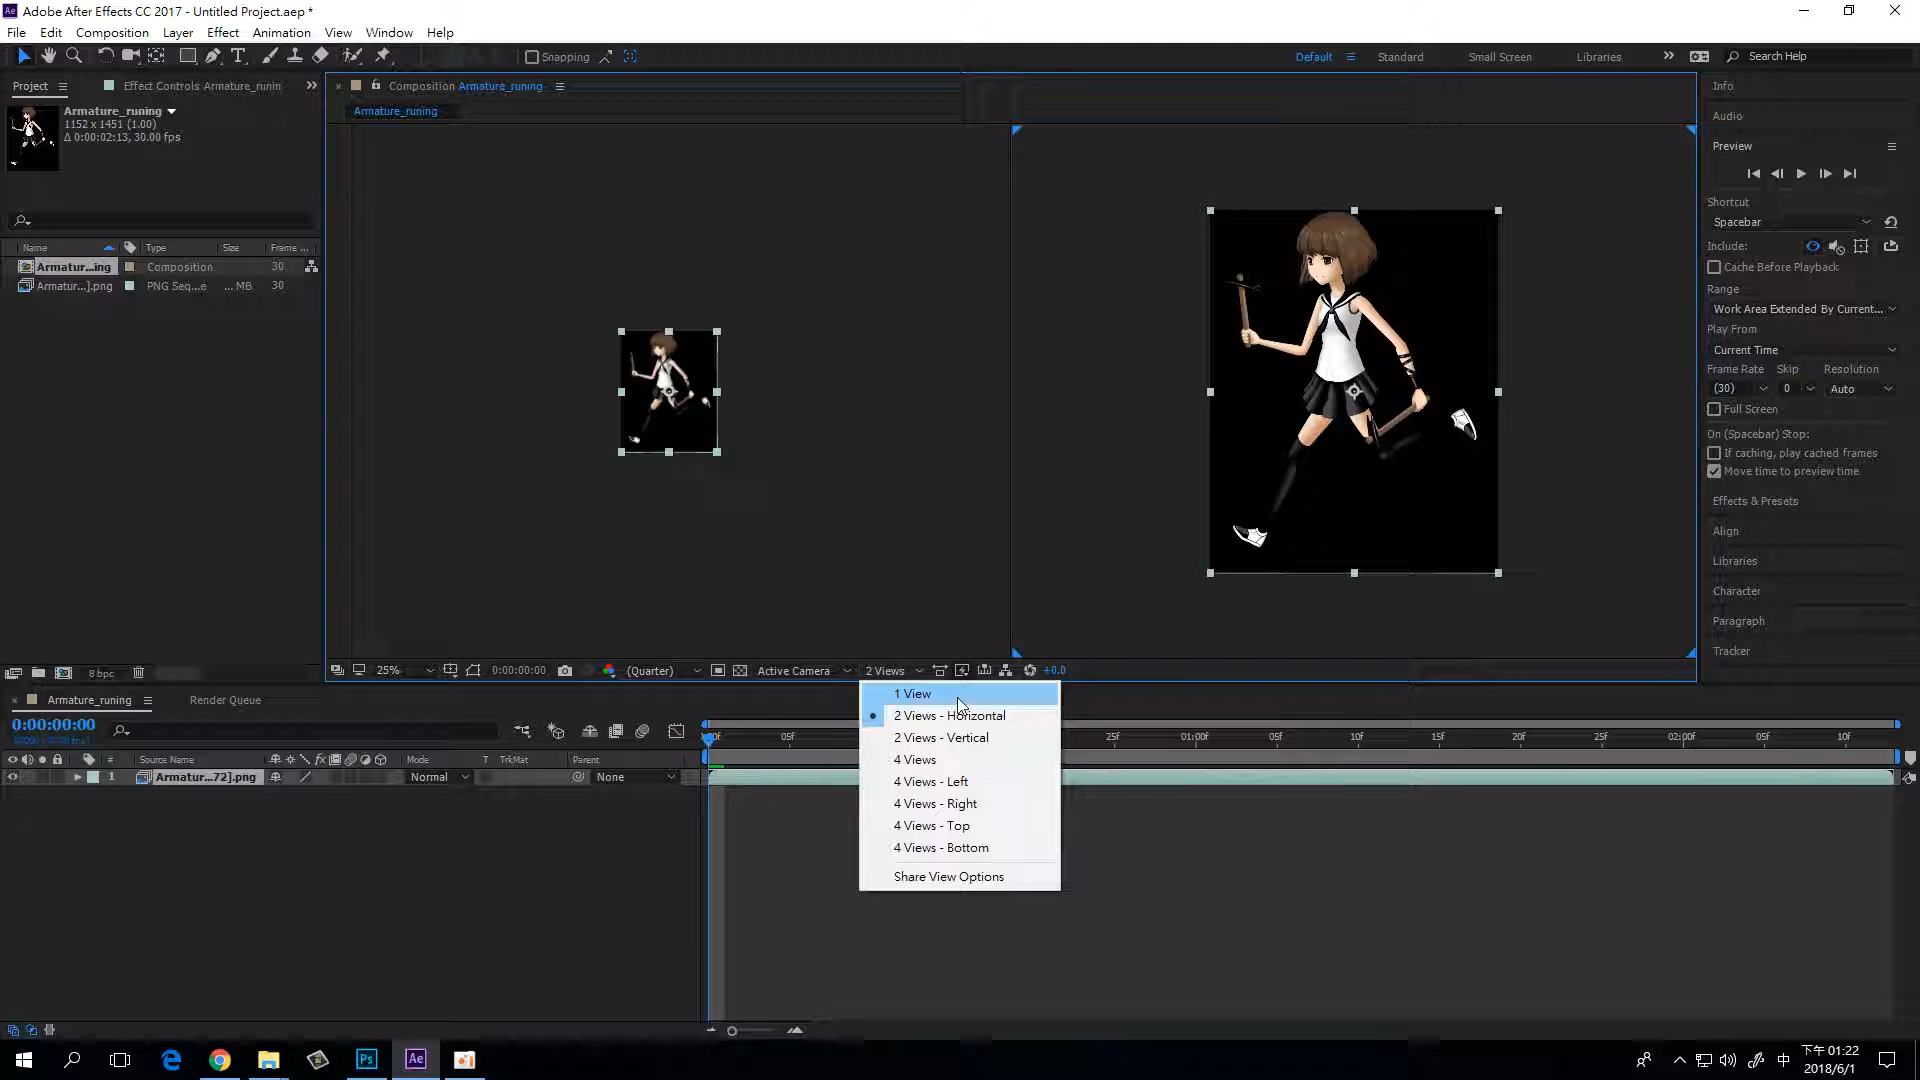 Adobe After Effects CC 2017 - Untitled Project.aep *
File Edit Composition Layer Effect Animation View Window Help
Snapping
Default Standard Small Screen Libraries Search Help
Project Effect Controls Armature_runin
Composition Armature_runing
Armature_runing
Armature_runing
1152 x 1451 (1.00)
Δ 0:00:02:13, 30.00 fps
Name Type Size Frame ...
Armatur...ing Composition 30
Armatur...].png PNG Seq...e ... MB 30
8 bpc
25% 0:00:00:00 (Quarter) Active Camera 2 Views +0.0
1 View
2 Views - Horizontal
2 Views - Vertical
4 Views
4 Views - Left
4 Views - Right
4 Views - Top
4 Views - Bottom
Share View Options
Info
Audio
Preview
Shortcut
Spacebar
Include:
Cache Before Playback
Range
Work Area Extended By Current...
Play From
Current Time
Frame Rate Skip Resolution
(30) 0 Auto
Full Screen
On (Spacebar) Stop:
If caching, play cached frames
Move time to preview time
Effects & Presets
Align
Libraries
Character
Paragraph
Tracker
Armature_runing Render Queue
0:00:00:00
05f 25f 01:00f 05f 10f 15f 20f 25f 02:00f 05f 10f
# Source Name Mode T TrkMat Parent
1 Armatur...72].png Normal None
Ps Ae
中 下午 01:22
2018/6/1